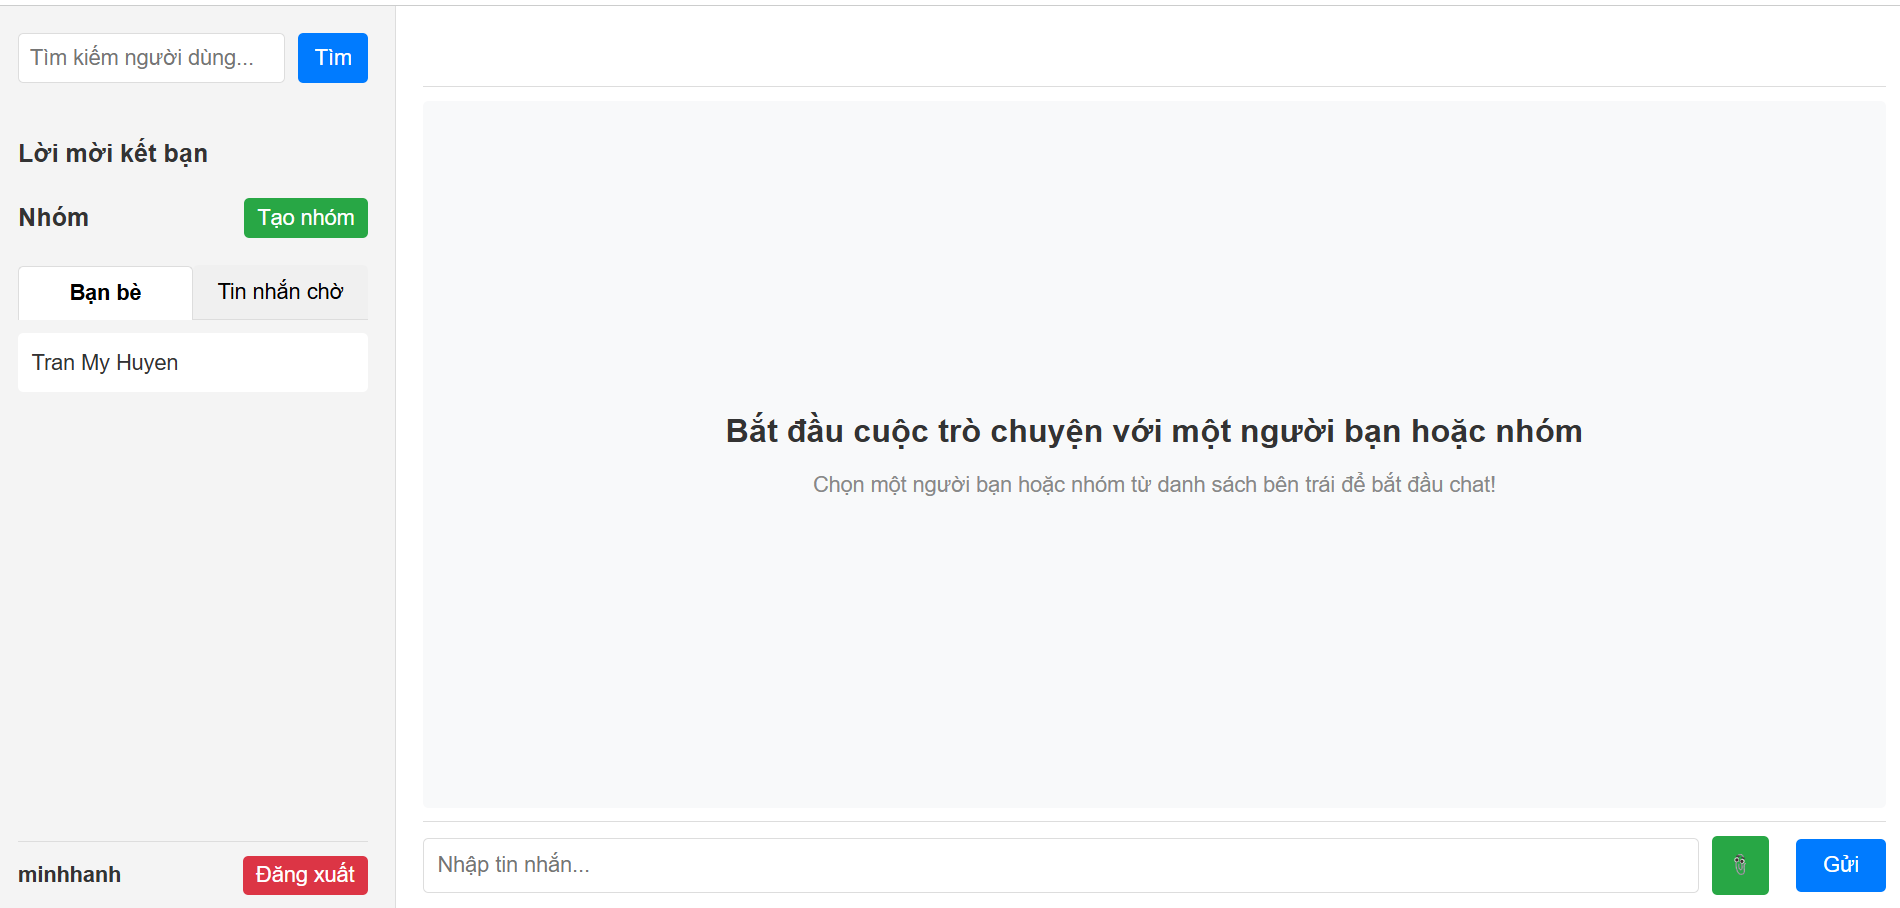 Tìm kiếm người dùng...
Tìm
Lời mời kết bạn
Nhóm
Tạo nhóm
Bạn bè
Tin nhắn chờ
Tran My Huyen
minhhanh
Đăng xuất
Bắt đầu cuộc trò chuyện với một người bạn hoặc nhóm
Chọn một người bạn hoặc nhóm từ danh sách bên trái để bắt đầu chat!
Nhập tin nhắn...
Gửi